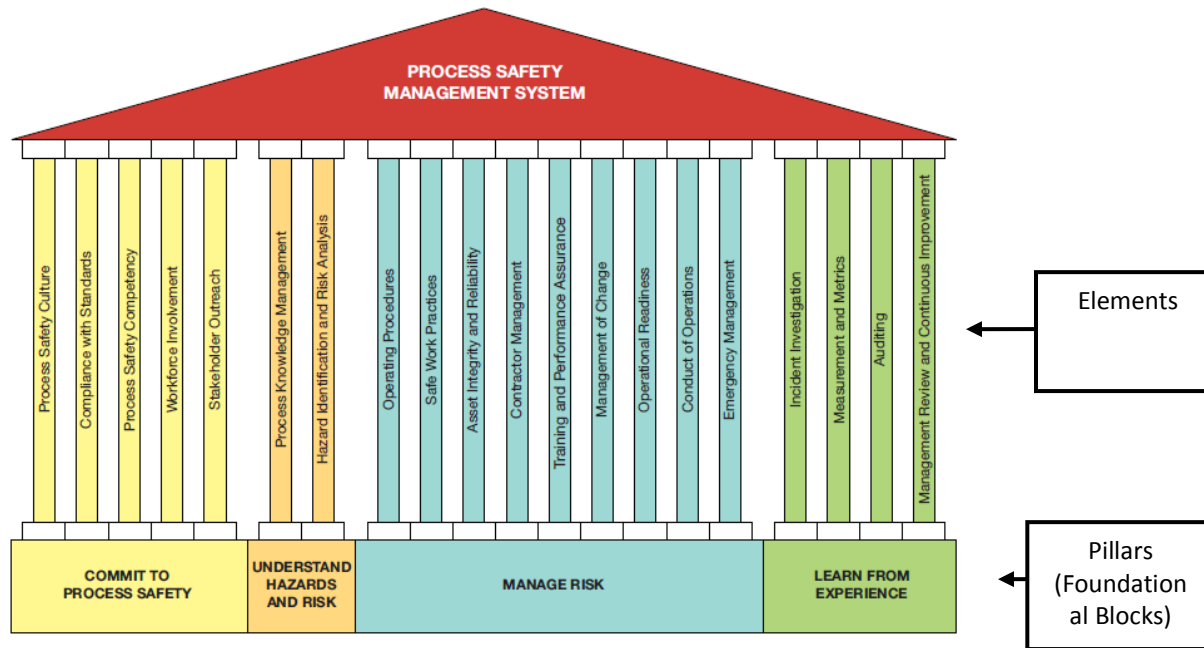 PROCESS SAFETY
MANAGEMENT SYSTEM
Process Safety Culture
Compliance with Standards
Process Safety Competency
Workforce Involvement
Stakeholder Outreach
Process Knowledge Management
Hazard Identification and Risk Analysis
Operating Procedures
Safe Work Practices
Asset Integrity and Reliability
Contractor Management
Training and Performance Assurance
Management of Change
Operational Readiness
Conduct of Operations
Emergency Management
Incident Investigation
Measurement and Metrics
Auditing
Management Review and Continuous Improvement
Elements
COMMIT TO
PROCESS SAFETY
UNDERSTAND
HAZARDS
AND RISK
MANAGE RISK
LEARN FROM
EXPERIENCE
Pillars
(Foundation
al Blocks)